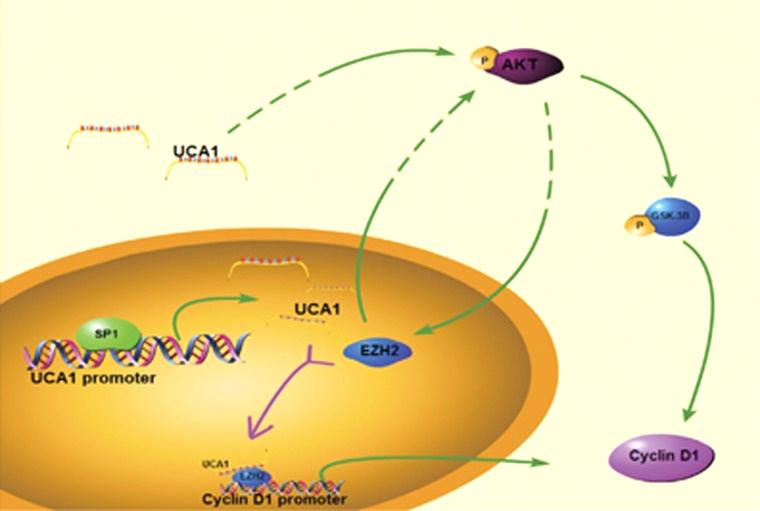 P AKT
UCA1
GSK-3B
P
UCA1
SP1
EZH2
UCA1 promoter
Cyclin D1
UCA1
EZH2
Cyclin D1 promoter